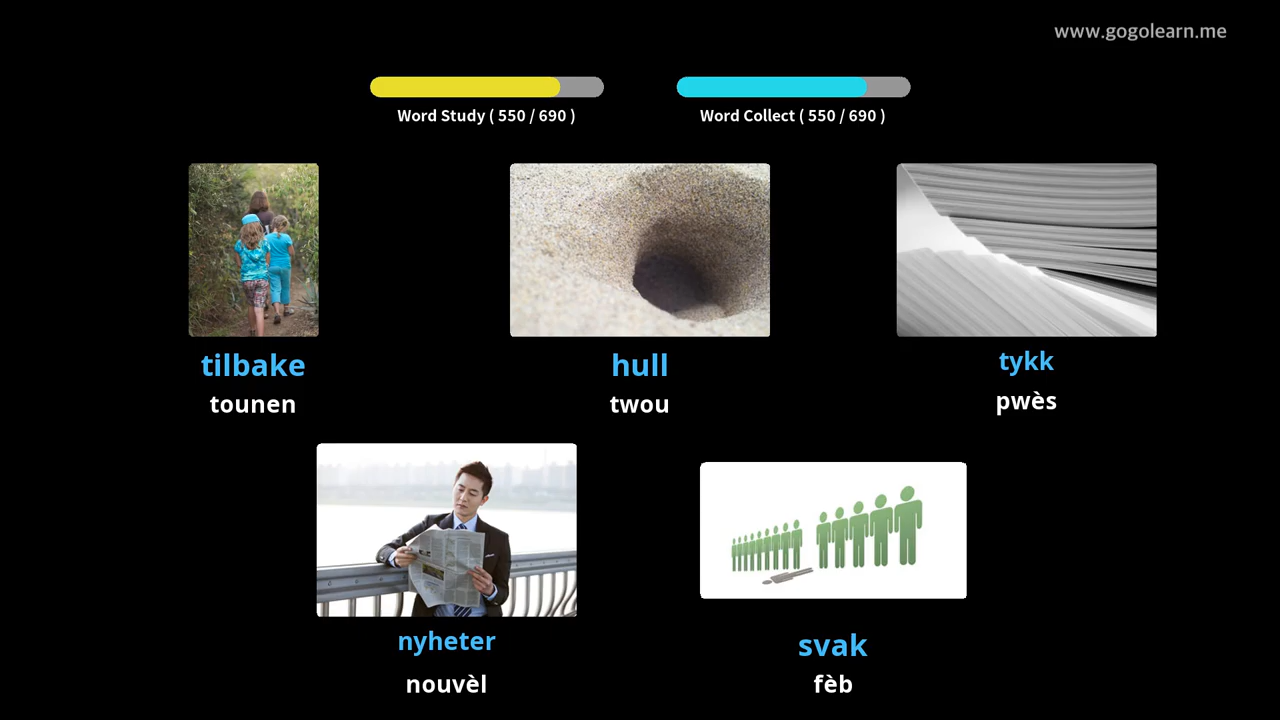 www.gogolearn.me
Word Study ( 550 / 690 )
Word Collect ( 550 / 690 )
tilbake
tounen
hull
twou
tykk
pwès
nyheter
nouvèl
svak
fèb